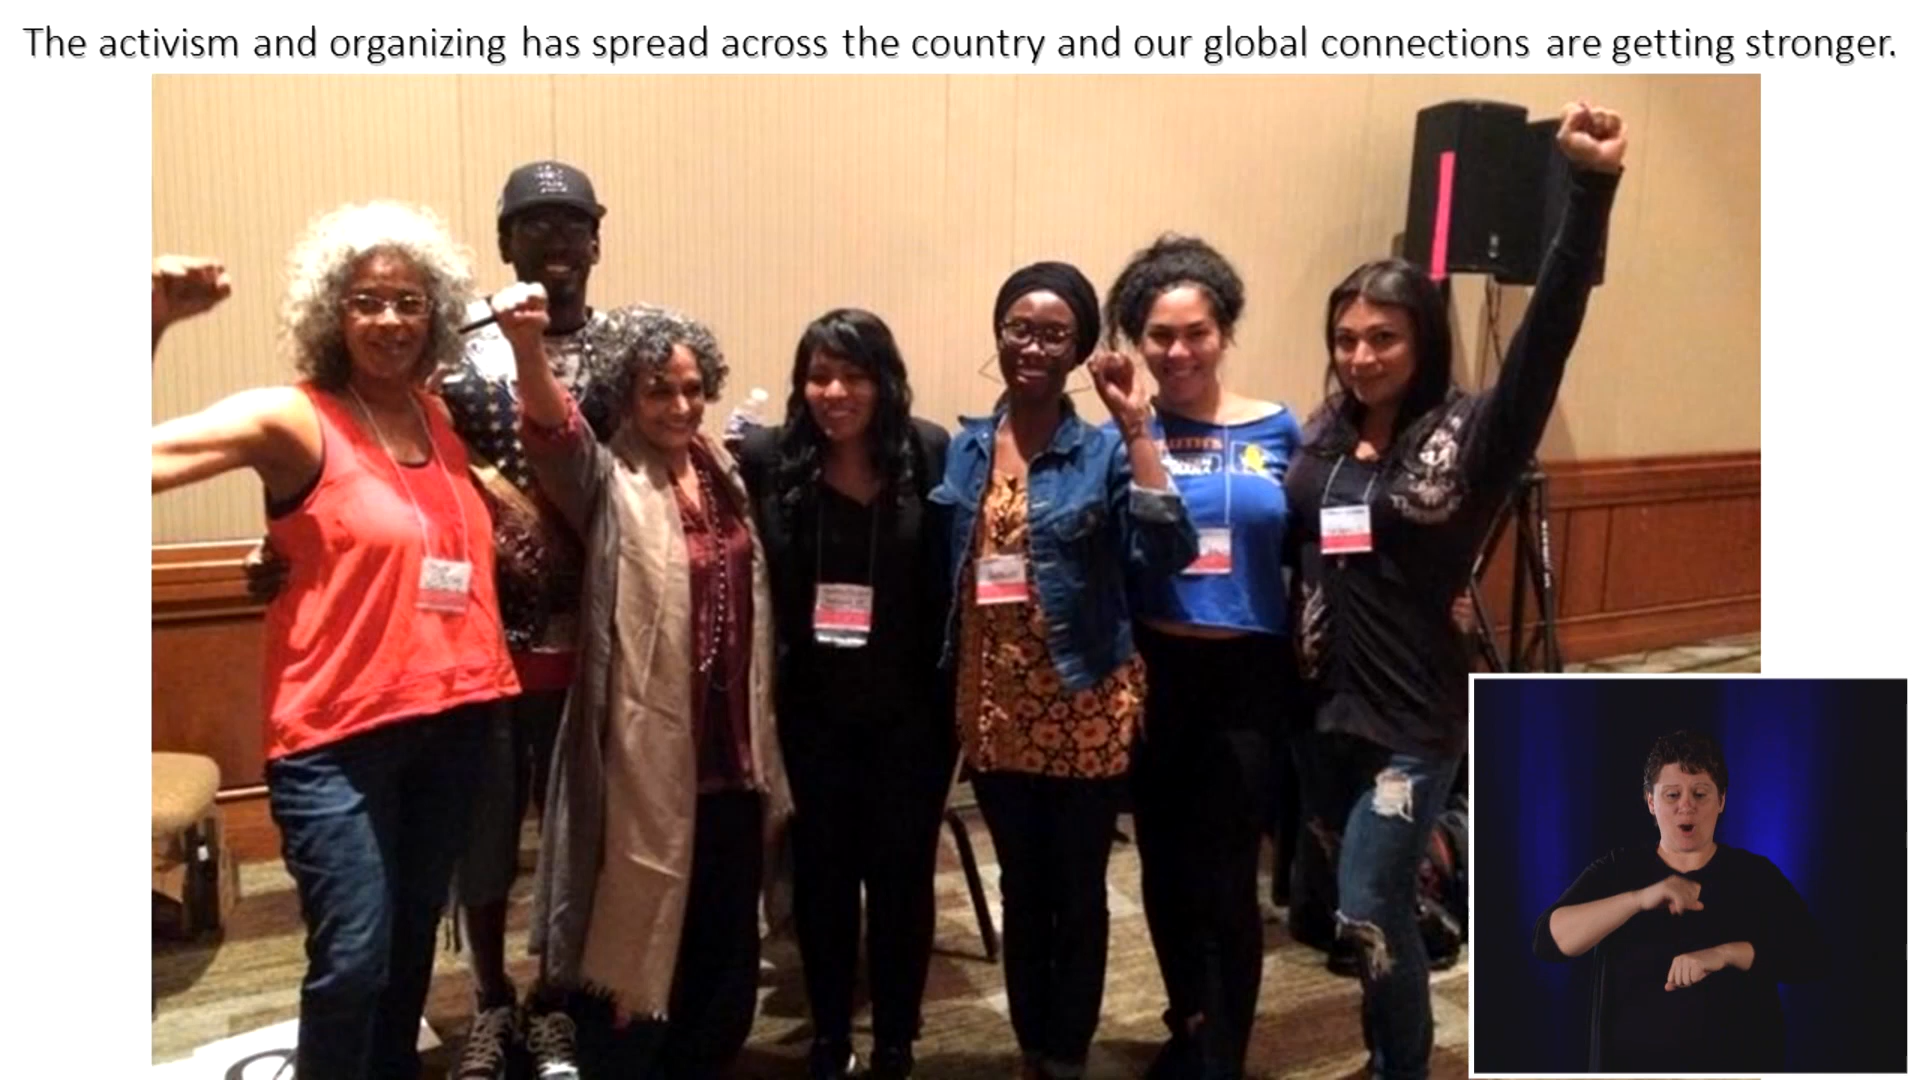 The activism and organizing has spread across the country and our global connections are getting stronger.